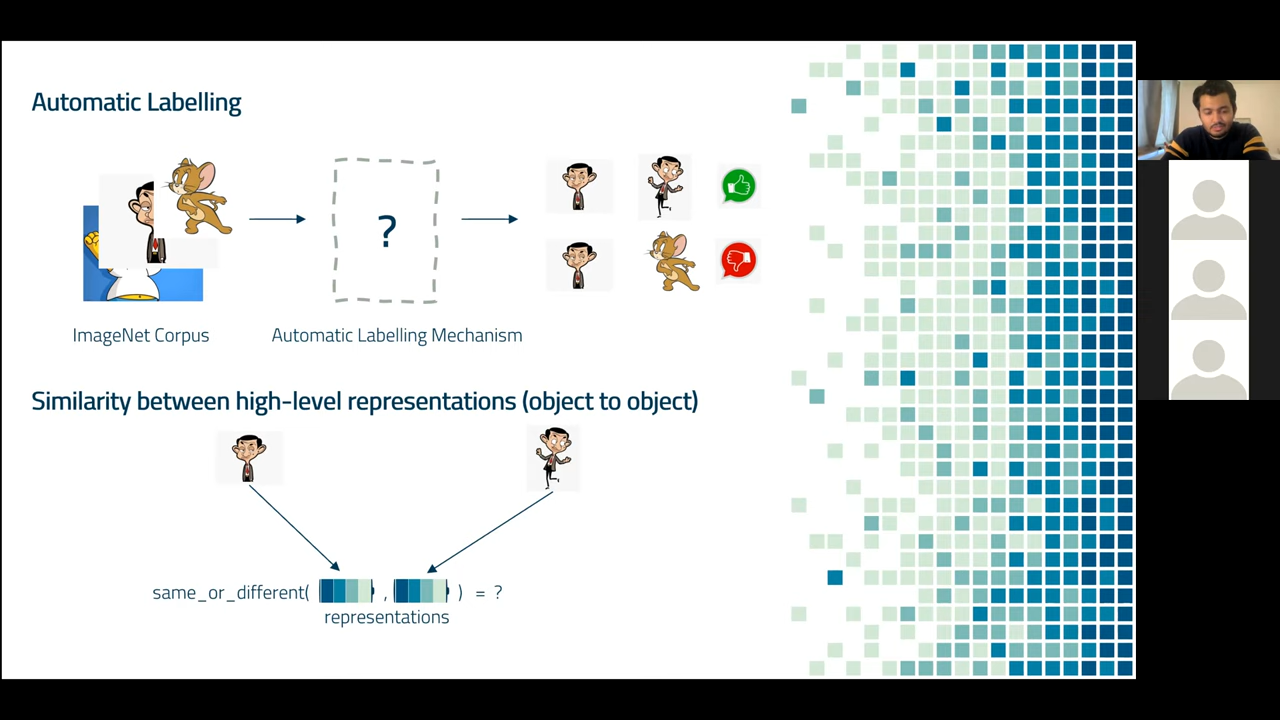 Automatic Labelling
?
ImageNet Corpus
Automatic Labelling Mechanism
Similarity between high-level representations (object to object)
same_or_different( , ) = ?
representations